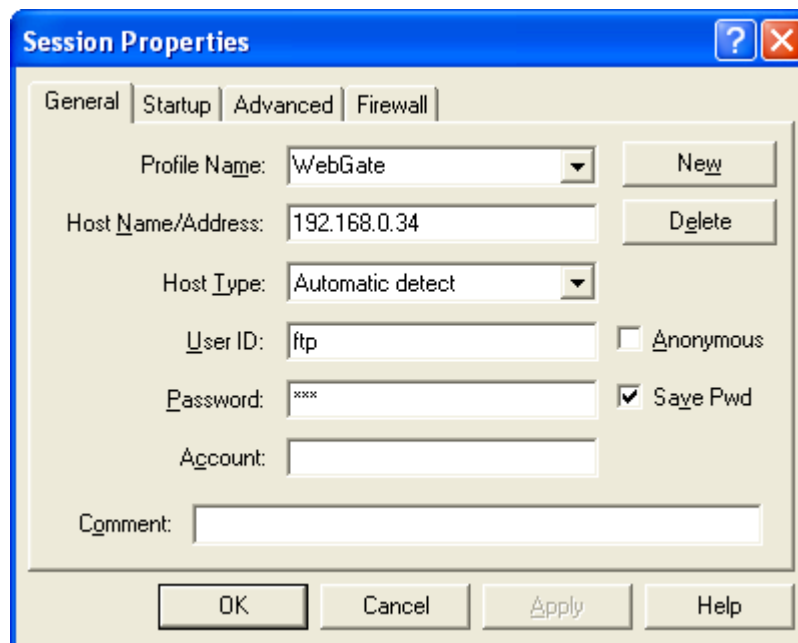 Session Properties
General Startup Advanced Firewall
Profile Name: WebGate New
Host Name/Address: 192.168.0.34 Delete
Host Type: Automatic detect
User ID: ftp Anonymous
Password: *** Save Pwd
Account:
Comment:
OK Cancel Apply Help